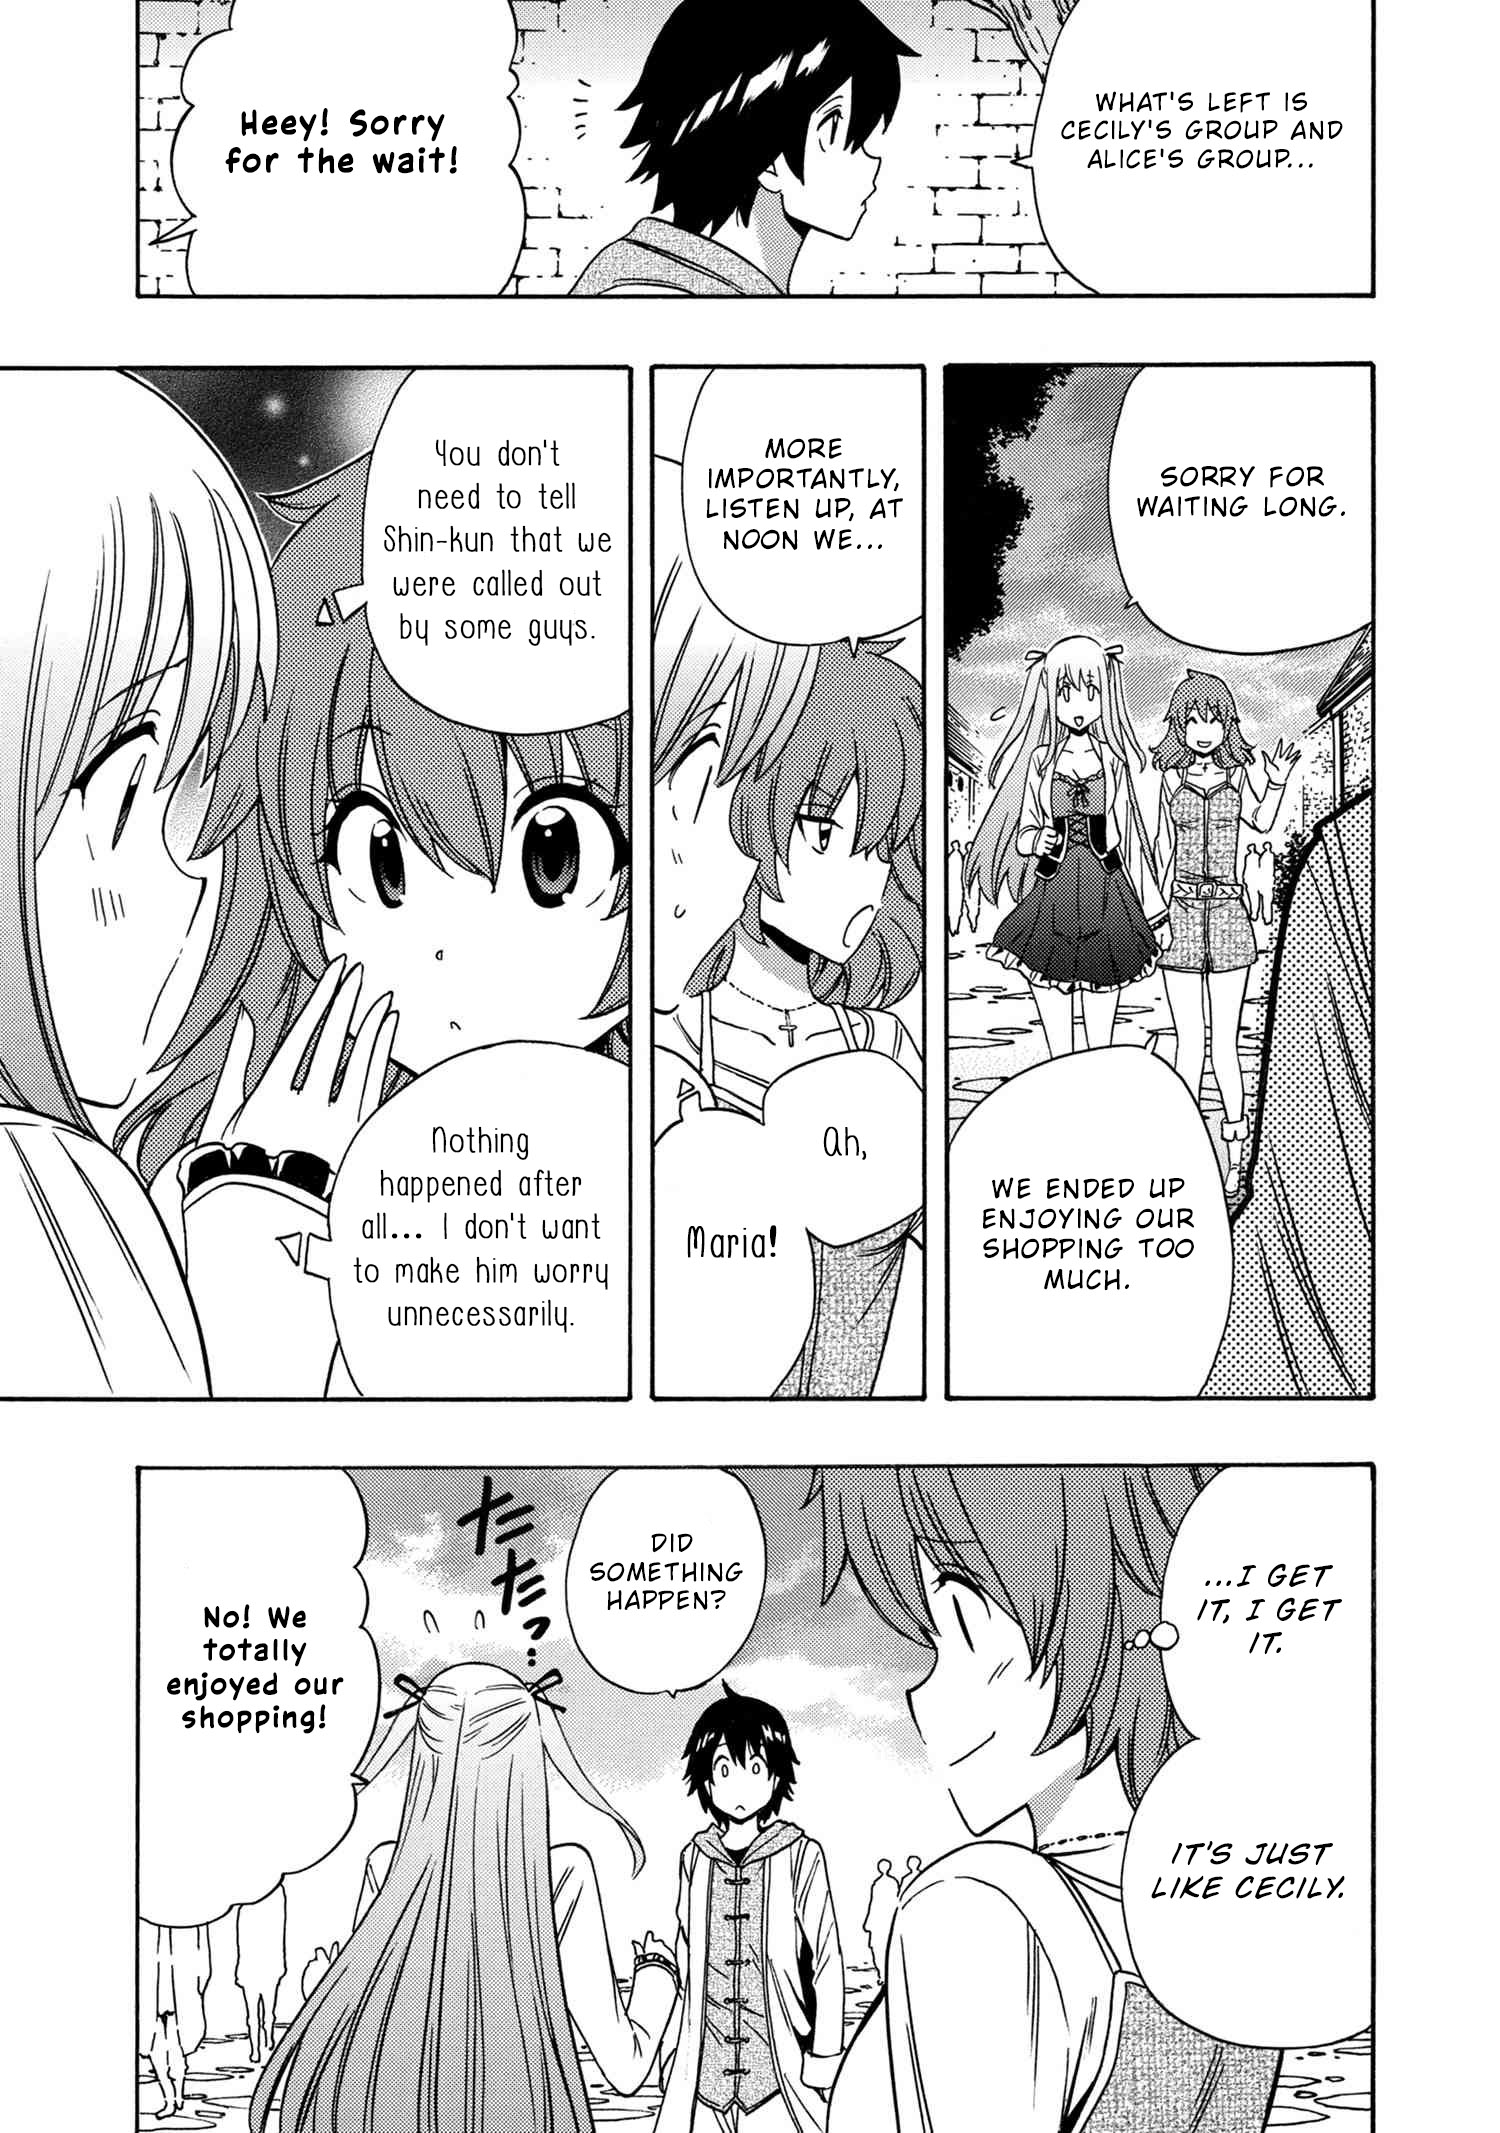 WHAT'S LEFT IS
CECILY'S GROUP AND
ALICE'S GROUP...
Heey! Sorry
for the wait!
SORRY FOR
WAITING LONG.
WE ENDED UP
ENJOYING OUR
SHOPPING TOO
MUCH.
MORE
IMPORTANTLY,
LISTEN UP, AT
NOON WE...
Ah,
Maria!
You don't
need to tell
Shin-kun that we
were called out
by some guys.
Nothing
happened after
all... I don't want
to make him worry
unnecessarily.
...I GET
IT, I GET
IT.
IT'S JUST
LIKE CECILY.
DID
SOMETHING
HAPPEN?
たたっ…
No! We
totally
enjoyed our
shopping!